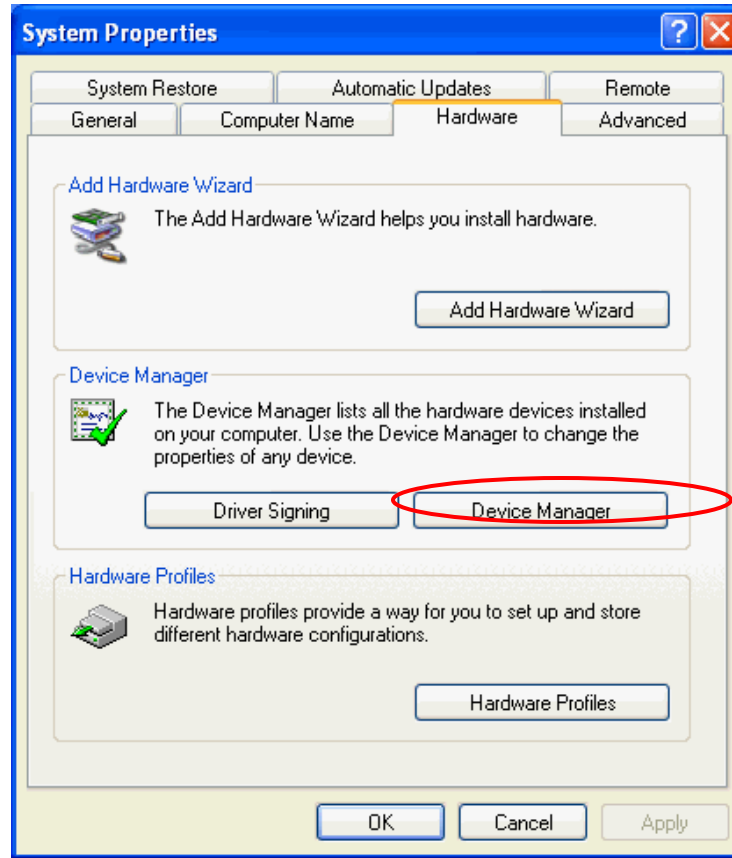 System Properties
System Restore Automatic Updates Remote
General Computer Name Hardware Advanced
Add Hardware Wizard
The Add Hardware Wizard helps you install hardware.
Add Hardware Wizard
Device Manager
The Device Manager lists all the hardware devices installed
on your computer. Use the Device Manager to change the
properties of any device.
Driver Signing Device Manager
Hardware Profiles
Hardware profiles provide a way for you to set up and store
different hardware configurations.
Hardware Profiles
OK Cancel Apply